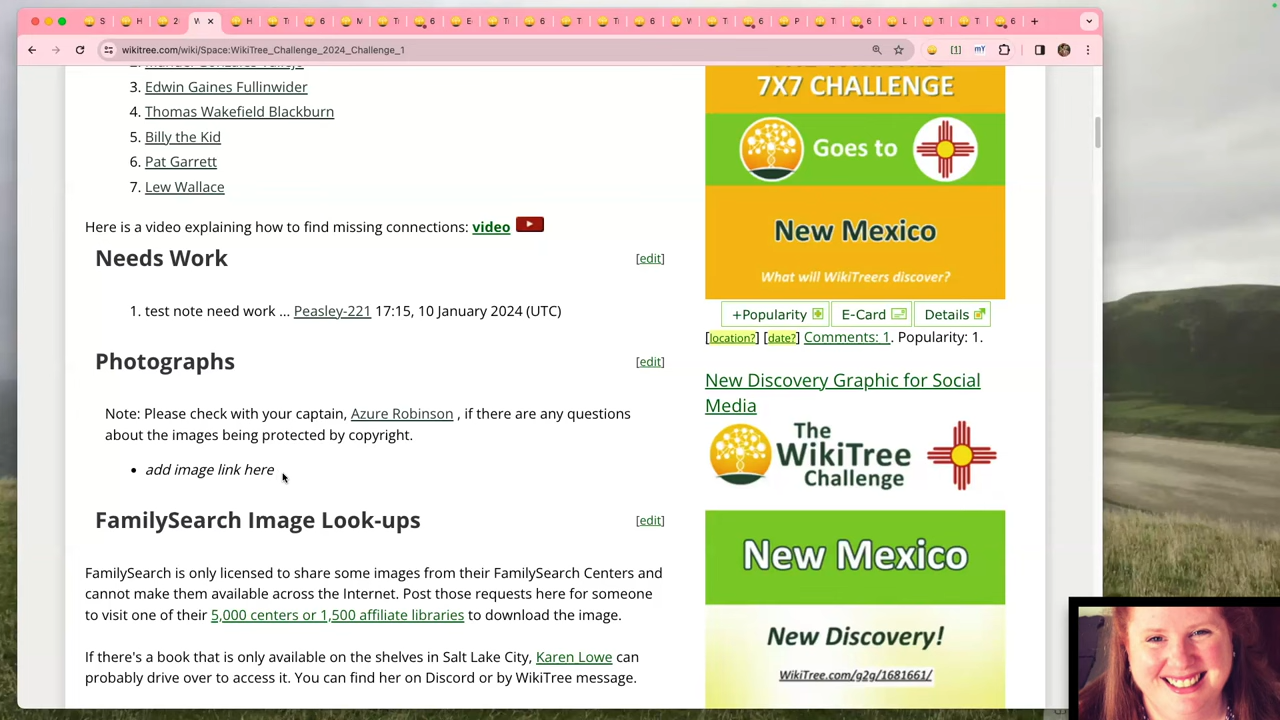 wikitree.com/wiki/Space:WikiTree_Challenge_2024_Challenge_1
3. Edwin Gaines Fullinwider
4. Thomas Wakefield Blackburn
5. Billy the Kid
6. Pat Garrett
7. Lew Wallace
Here is a video explaining how to find missing connections: video
Needs Work
[edit]
1. test note need work ... Peasley-221 17:15, 10 January 2024 (UTC)
Photographs
[edit]
Note: Please check with your captain, Azure Robinson , if there are any questions
about the images being protected by copyright.
• add image link here
FamilySearch Image Look-ups
[edit]
FamilySearch is only licensed to share some images from their FamilySearch Centers and
cannot make them available across the Internet. Post those requests here for someone
to visit one of their 5,000 centers or 1,500 affiliate libraries to download the image.
If there's a book that is only available on the shelves in Salt Lake City, Karen Lowe can
probably drive over to access it. You can find her on Discord or by WikiTree message.
7X7 CHALLENGE
Goes to
New Mexico
What will WikiTreers discover?
+Popularity
E-Card
Details
[location?] [date?] Comments: 1. Popularity: 1.
New Discovery Graphic for Social
Media
The
WikiTree
Challenge
New Mexico
New Discovery!
WikiTree.com/g2g/1681661/